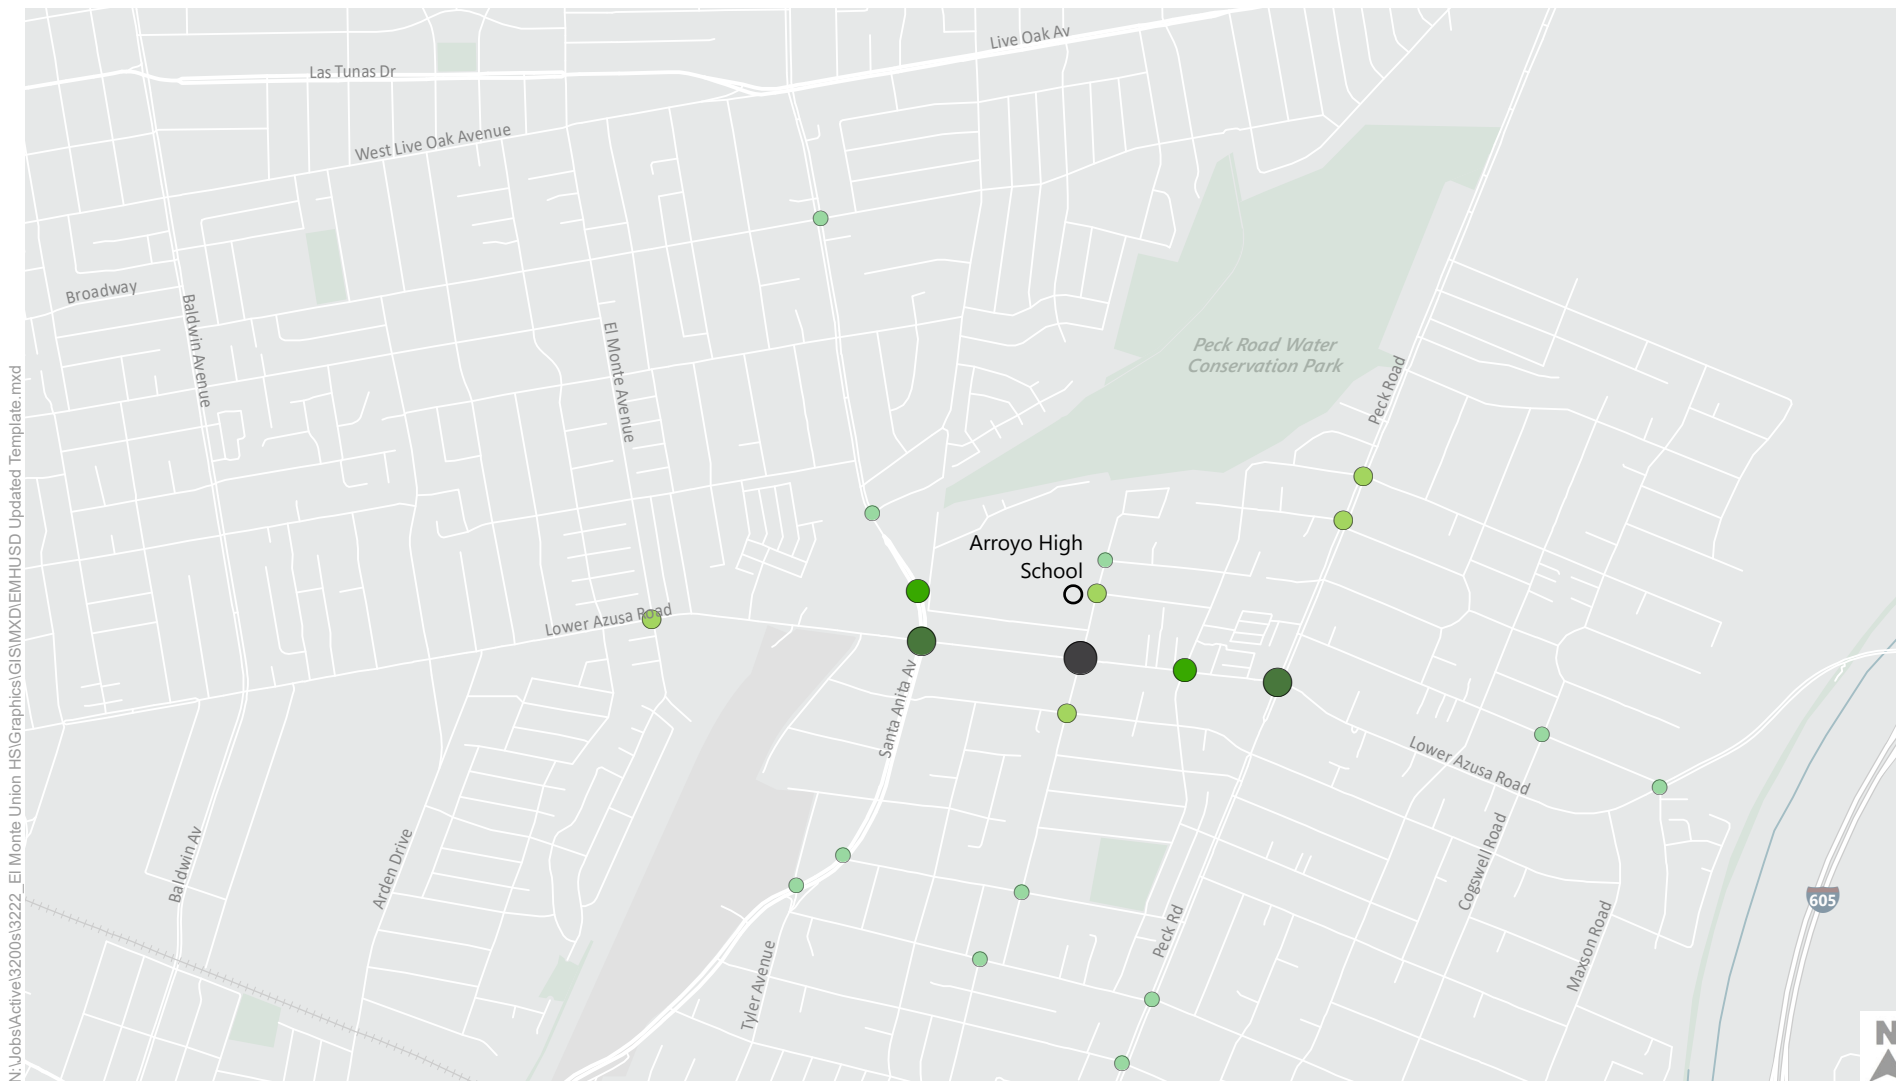 Live Oak Av
Las Tunas Dr
West Live Oak Avenue
Broadway
Baldwin Avenue
El Monte Avenue
Peck Road Water
Conservation Park
Peck Road
Arroyo High
School
Lower Azusa Road
Santa Anita Av
Lower Azusa Road
Baldwin Av
Arden Drive
Cogswell Road
605
Maxson Road
Peck Rd
Tyler Avenue
N
N:\Jobs\Active\3200s\3222_El Monte Union HS\Graphics\GIS\MXD\EMHUSD Updated Template.mxd